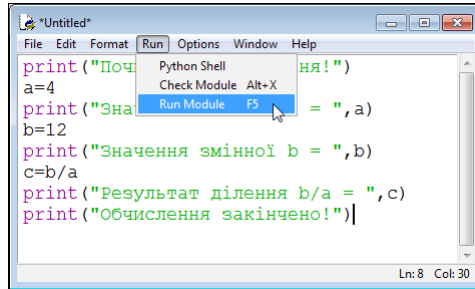 *Untitled*
File Edit Format Run Options Window Help
Python Shell
Check Module Alt+X
Run Module F5
print("Поч ня!")
a=4
print("Зна = ",a)
b=12
print("Значення змінної b = ",b)
c=b/a
print("Результат ділення b/a = ",c)
print("Обчислення закінчено!")
Ln: 8 Col: 30